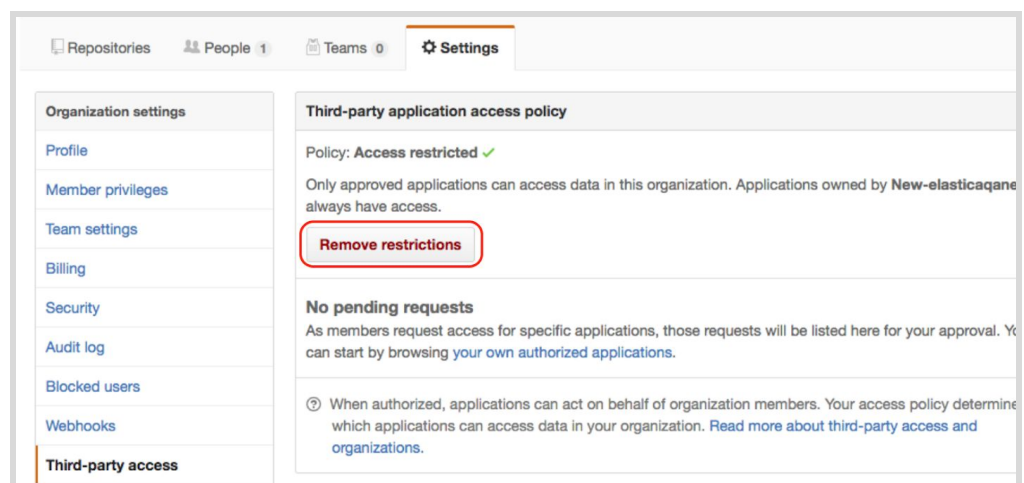 Repositories People 1 Teams 0 Settings
Organization settings
Profile
Member privileges
Team settings
Billing
Security
Audit log
Blocked users
Webhooks
Third-party access
Third-party application access policy
Policy: Access restricted ✓
Only approved applications can access data in this organization. Applications owned by New-elasticaqane
always have access.
Remove restrictions
No pending requests
As members request access for specific applications, those requests will be listed here for your approval. Yo
can start by browsing your own authorized applications.
When authorized, applications can act on behalf of organization members. Your access policy determine
which applications can access data in your organization. Read more about third-party access and
organizations.